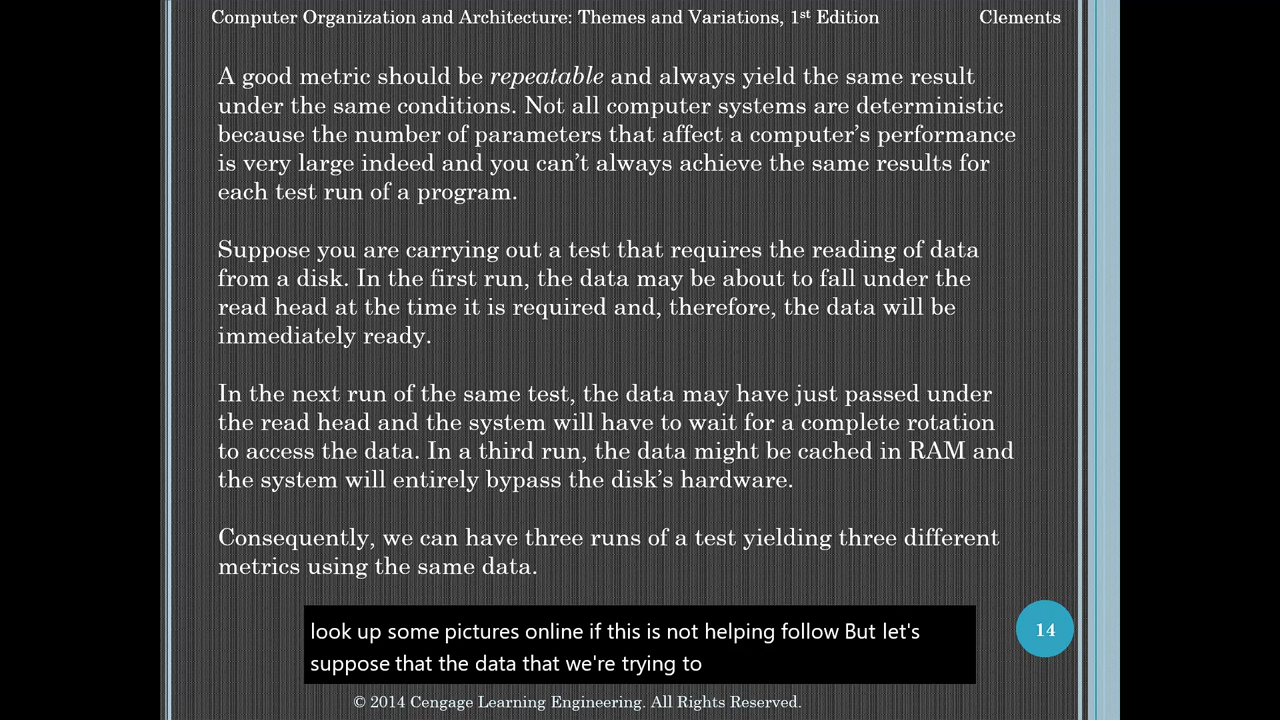 Computer Organization and Architecture: Themes and Variations, 1st Edition Clements
A good metric should be repeatable and always yield the same result
under the same conditions. Not all computer systems are deterministic
because the number of parameters that affect a computer’s performance
is very large indeed and you can’t always achieve the same results for
each test run of a program.
Suppose you are carrying out a test that requires the reading of data
from a disk. In the first run, the data may be about to fall under the
read head at the time it is required and, therefore, the data will be
immediately ready.
In the next run of the same test, the data may have just passed under
the read head and the system will have to wait for a complete rotation
to access the data. In a third run, the data might be cached in RAM and
the system will entirely bypass the disk’s hardware.
Consequently, we can have three runs of a test yielding three different
metrics using the same data.
look up some pictures online if this is not helping follow But let's
suppose that the data that we're trying to
14
© 2014 Cengage Learning Engineering. All Rights Reserved.